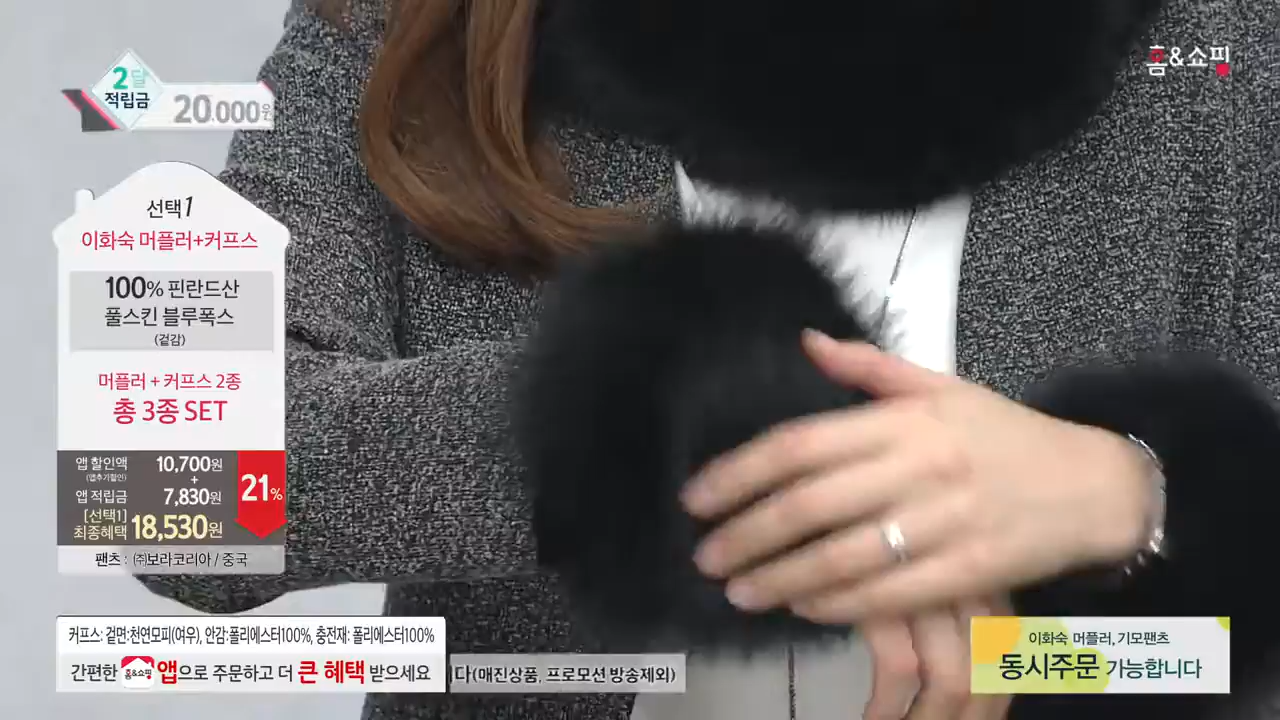 2달
적립금
20.000원
홈&쇼핑
선택1
이화숙 머플러+커프스
100% 핀란드산
풀스킨 블루폭스
(겉감)
머플러 + 커프스 2종
총 3종 SET
앱 할인액 10,700원
(앱추가할인)
+
앱 적립금 7,830원
[선택1]
최종혜택 18,530원
21%
팬츠 : ㈜보라코리아 / 중국
커프스: 겉면:천연모피(여우), 안감:폴리에스터100%, 충전재: 폴리에스터100%
간편한 홈&쇼핑 앱으로 주문하고 더 큰 혜택 받으세요
다(매진상품, 프로모션 방송제외)
이화숙 머플러, 기모팬츠
동시주문 가능합니다